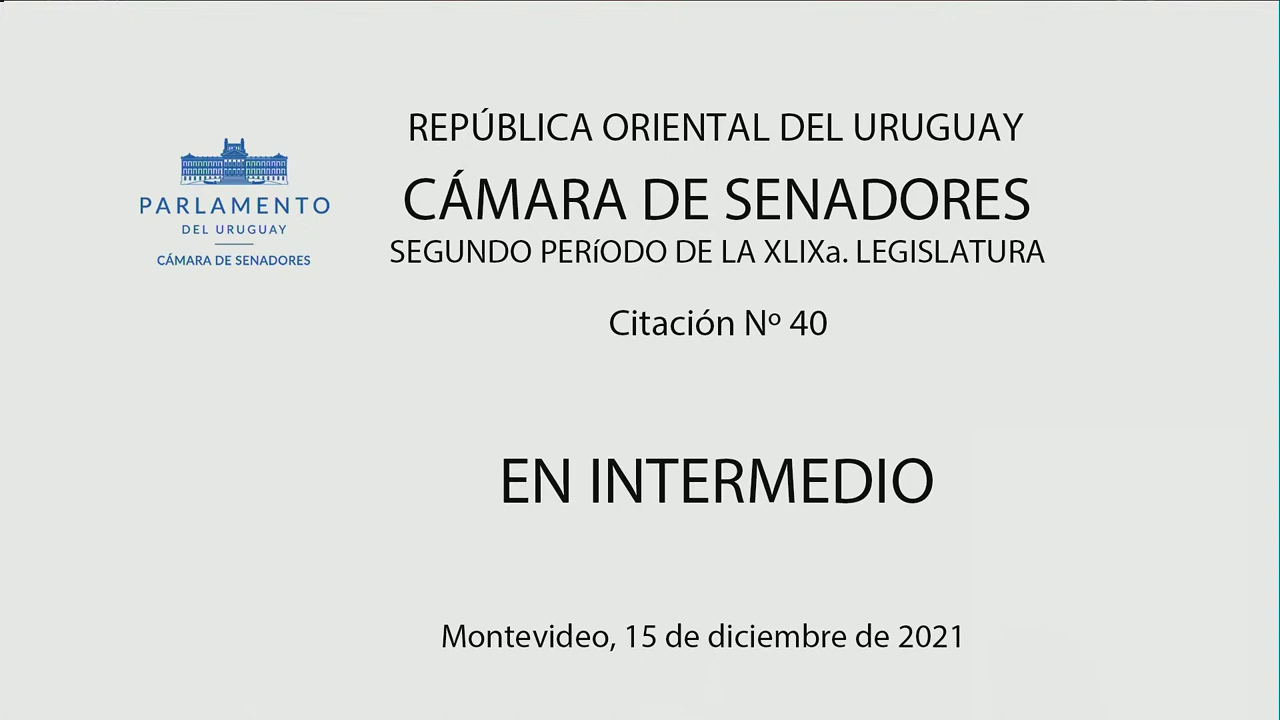 REPÚBLICA ORIENTAL DEL URUGUAY
CÁMARA DE SENADORES
SEGUNDO PERíODO DE LA XLIXa. LEGISLATURA
PARLAMENTO
DEL URUGUAY
CÁMARA DE SENADORES
Citación Nº 40
EN INTERMEDIO
Montevideo, 15 de diciembre de 2021